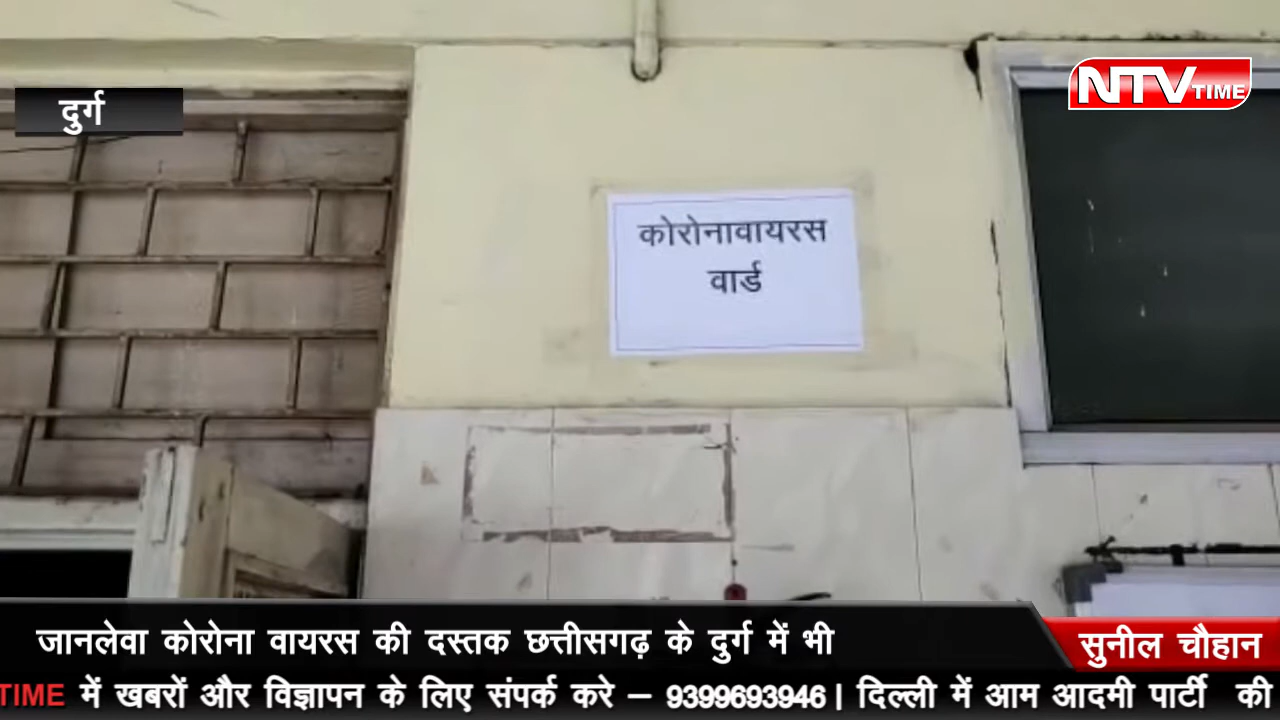 NTV TIME
दुर्ग
कोरोनावायरस
वार्ड
जानलेवा कोरोना वायरस की दस्तक छत्तीसगढ़ के दुर्ग में भी
सुनील चौहान
TIME में खबरों और विज्ञापन के लिए संपर्क करे – 9399693946 | दिल्ली में आम आदमी पार्टी की